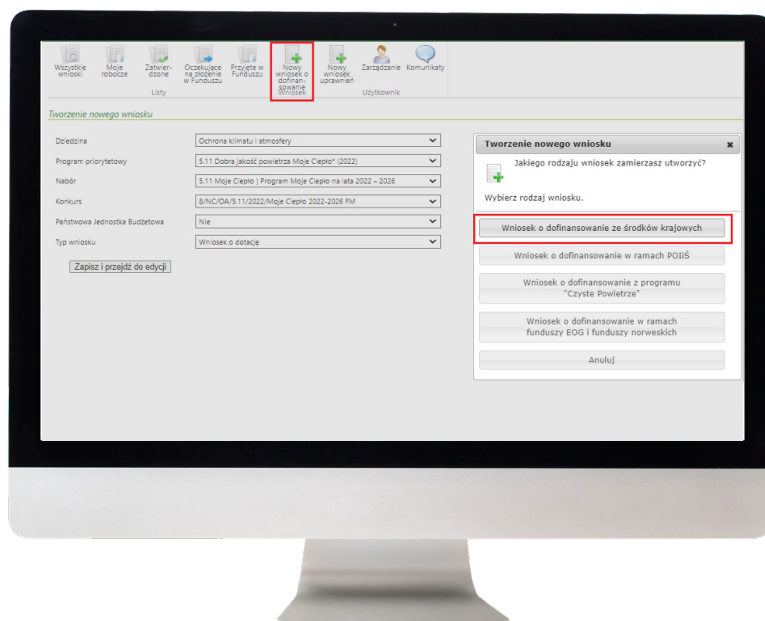 Wszystkie
wnioski
Moje
robocze
Zatwier-
dzone
Oczekujące
na złożenie
w Funduszu
Przyjęte w
Funduszu
Listy
Nowy
wniosek o
dofinan-
sowanie
Nowy
wniosek
uprawnień
Wniosek
Zarządzanie
Komunikaty
Użytkownik
Tworzenie nowego wniosku
Dziedzina
Ochrona klimatu i atmosfery
Program priorytetowy
5.11 Dobra jakość powietrza Moje Ciepło* (2022)
Nabór
5.11 Moje Ciepło ) Program Moje Ciepło na lata 2022 – 2026
Konkurs
8/NC/OA/5.11/2022/Moje Ciepło 2022-2026 FM
Państwowa Jednostka Budżetowa
Nie
Typ wniosku
Wniosek o dotację
Zapisz i przejdź do edycji
Tworzenie nowego wniosku
Jakiego rodzaju wniosek zamierzasz utworzyć?
Wybierz rodzaj wniosku.
Wniosek o dofinansowanie ze środków krajowych
Wniosek o dofinansowanie w ramach POIiŚ
Wniosek o dofinansowanie z programu
"Czyste Powietrze"
Wniosek o dofinansowanie w ramach
funduszy EOG i funduszy norweskich
Anuluj